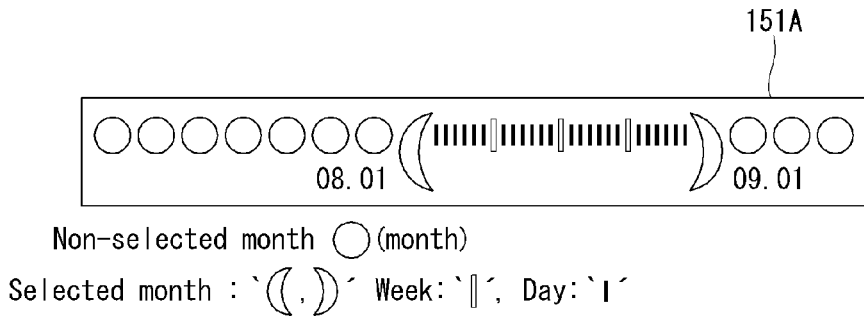 151A
08.01 09.01
Non-selected month ◯(month)
Selected month : `(,)´ Week:`▯´, Day:`I´